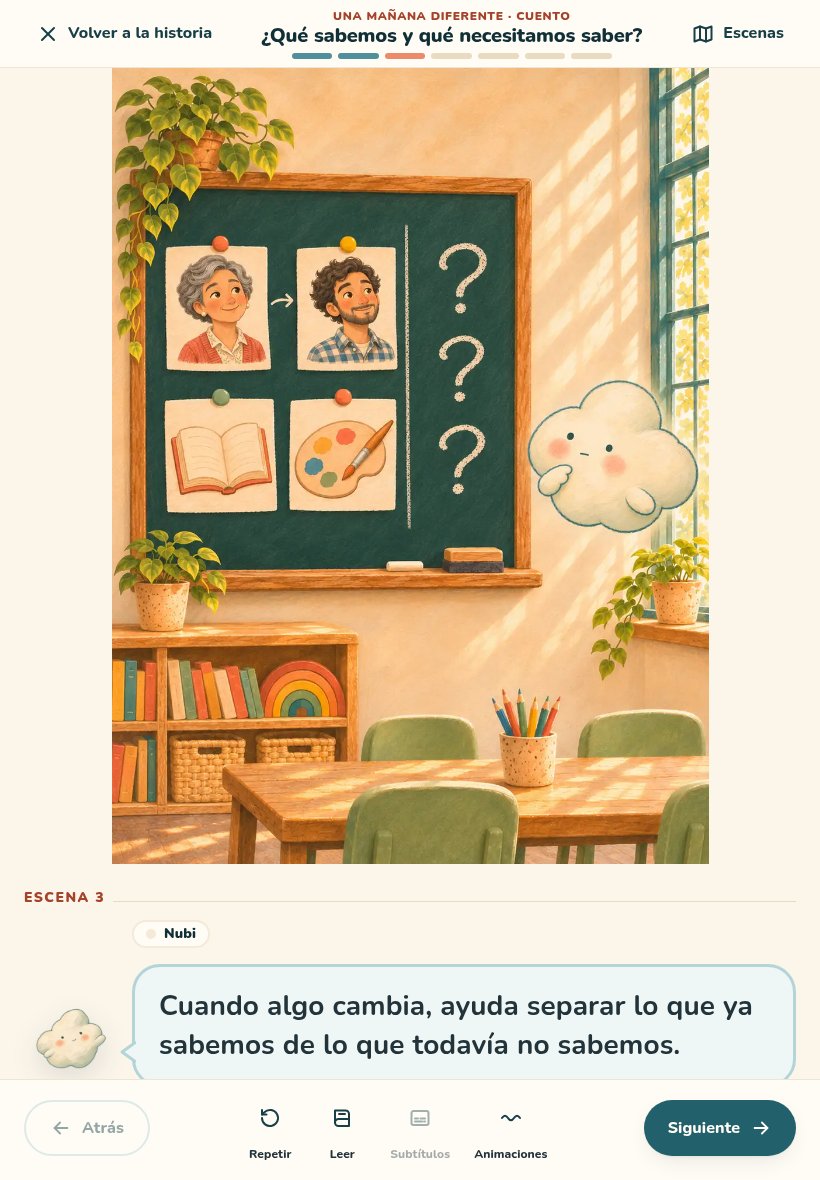 Volver a la historia
UNA MAÑANA DIFERENTE · CUENTO
¿Qué sabemos y qué necesitamos saber?
Escenas
?
?
?
ESCENA 3
Nubi
Cuando algo cambia, ayuda separar lo que ya
sabemos de lo que todavía no sabemos.
Atrás
Repetir
Leer
Subtítulos
Animaciones
Siguiente